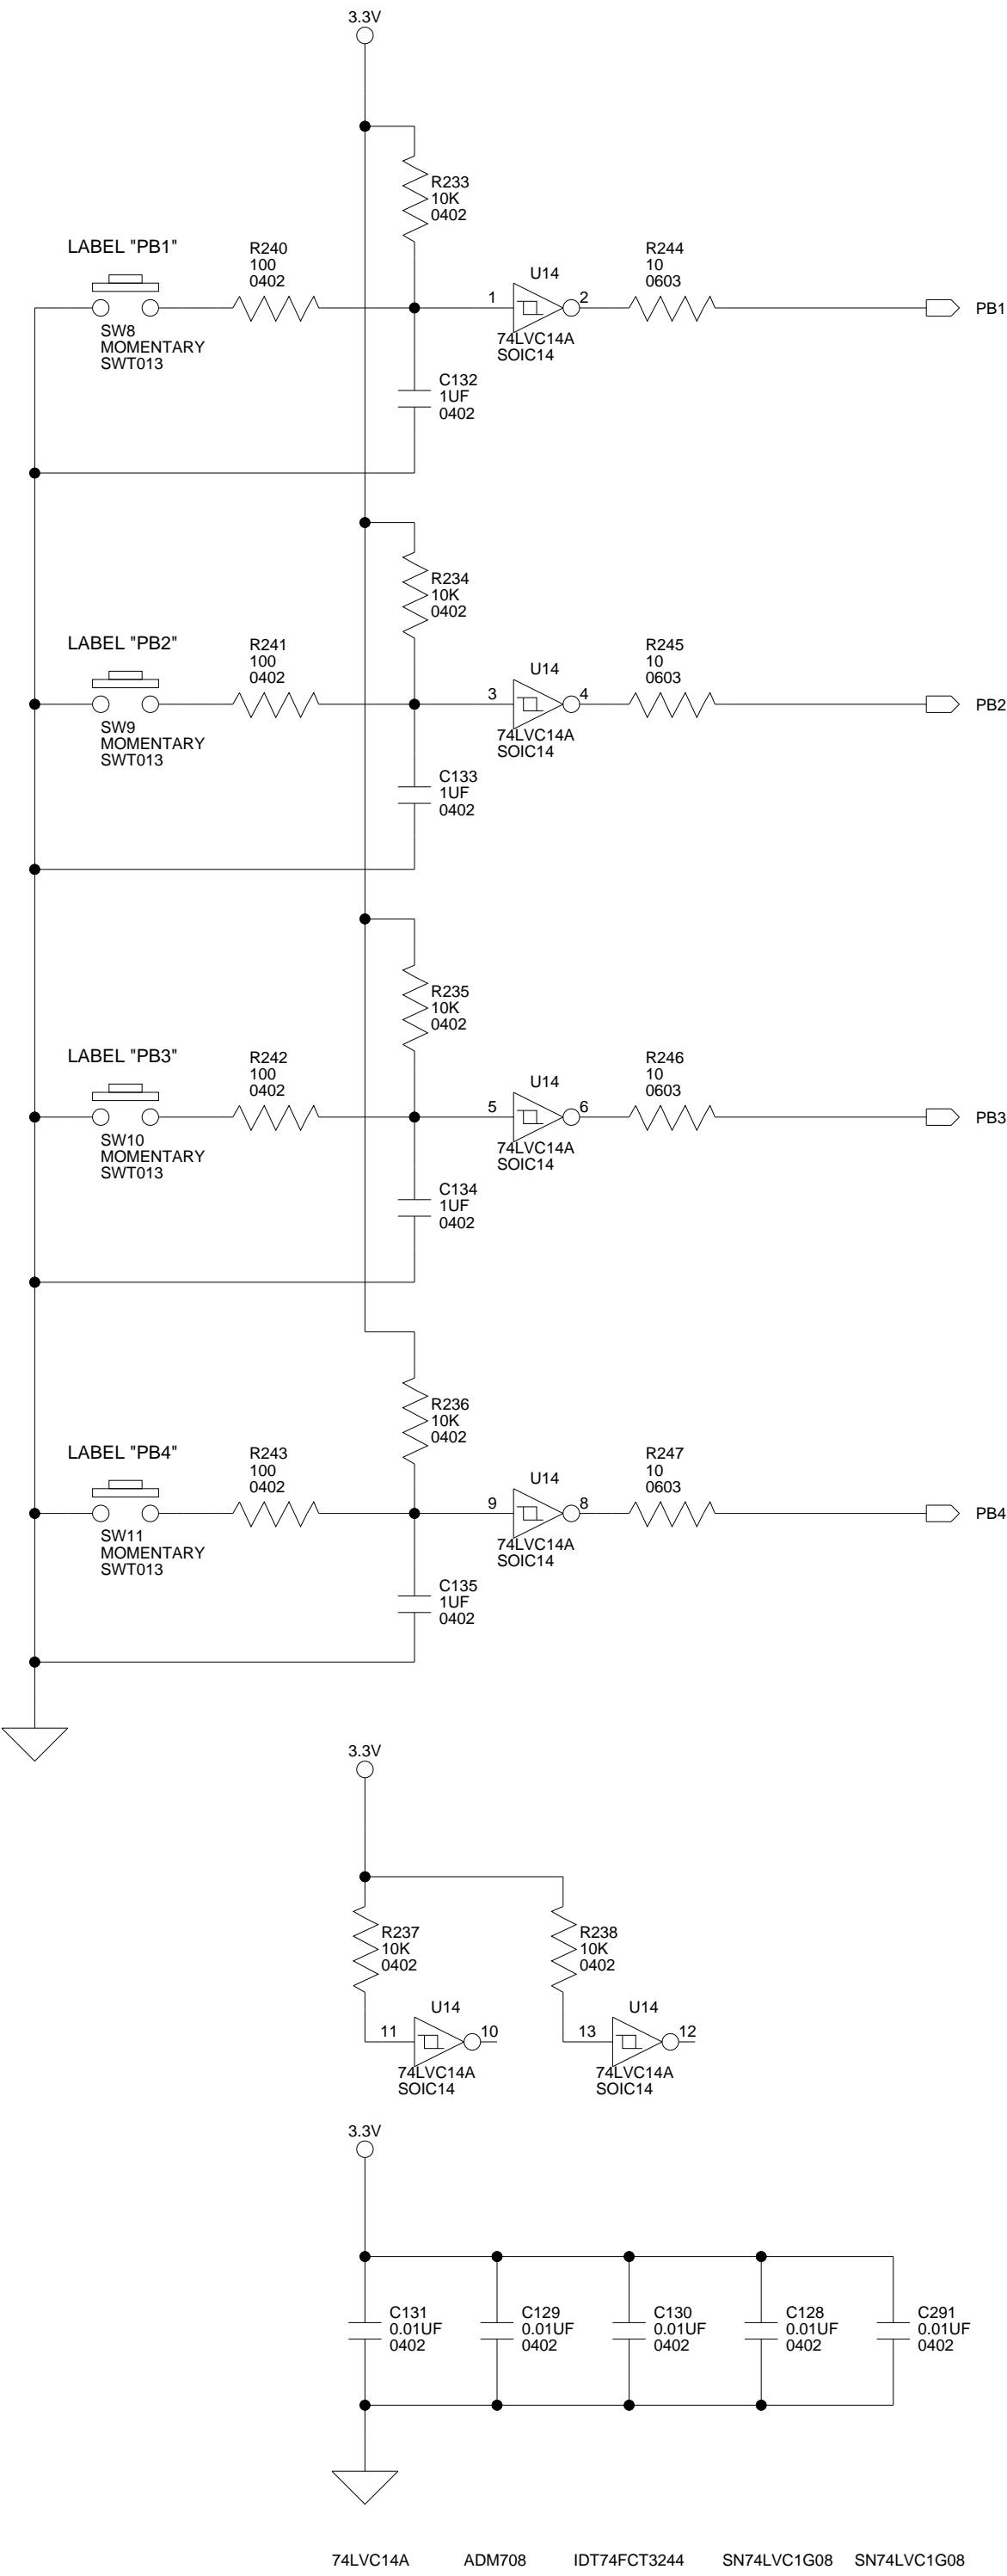 3.3V
R233
10K
0402
LABEL "PB1"
R240
100
0402
U14
R244
10
0603
1
2
PB1
SW8
MOMENTARY
SWT013
74LVC14A
SOIC14
C132
1UF
0402
R234
10K
0402
LABEL "PB2"
R241
100
0402
U14
R245
10
0603
3
4
PB2
SW9
MOMENTARY
SWT013
74LVC14A
SOIC14
C133
1UF
0402
R235
10K
0402
LABEL "PB3"
R242
100
0402
U14
R246
10
0603
5
6
PB3
SW10
MOMENTARY
SWT013
74LVC14A
SOIC14
C134
1UF
0402
R236
10K
0402
LABEL "PB4"
R243
100
0402
U14
R247
10
0603
9
8
PB4
SW11
MOMENTARY
SWT013
74LVC14A
SOIC14
C135
1UF
0402
3.3V
R237
10K
0402
R238
10K
0402
U14
11
10
74LVC14A
SOIC14
U14
13
12
74LVC14A
SOIC14
3.3V
C131
0.01UF
0402
C129
0.01UF
0402
C130
0.01UF
0402
C128
0.01UF
0402
C291
0.01UF
0402
74LVC14A ADM708 IDT74FCT3244 SN74LVC1G08 SN74LVC1G08